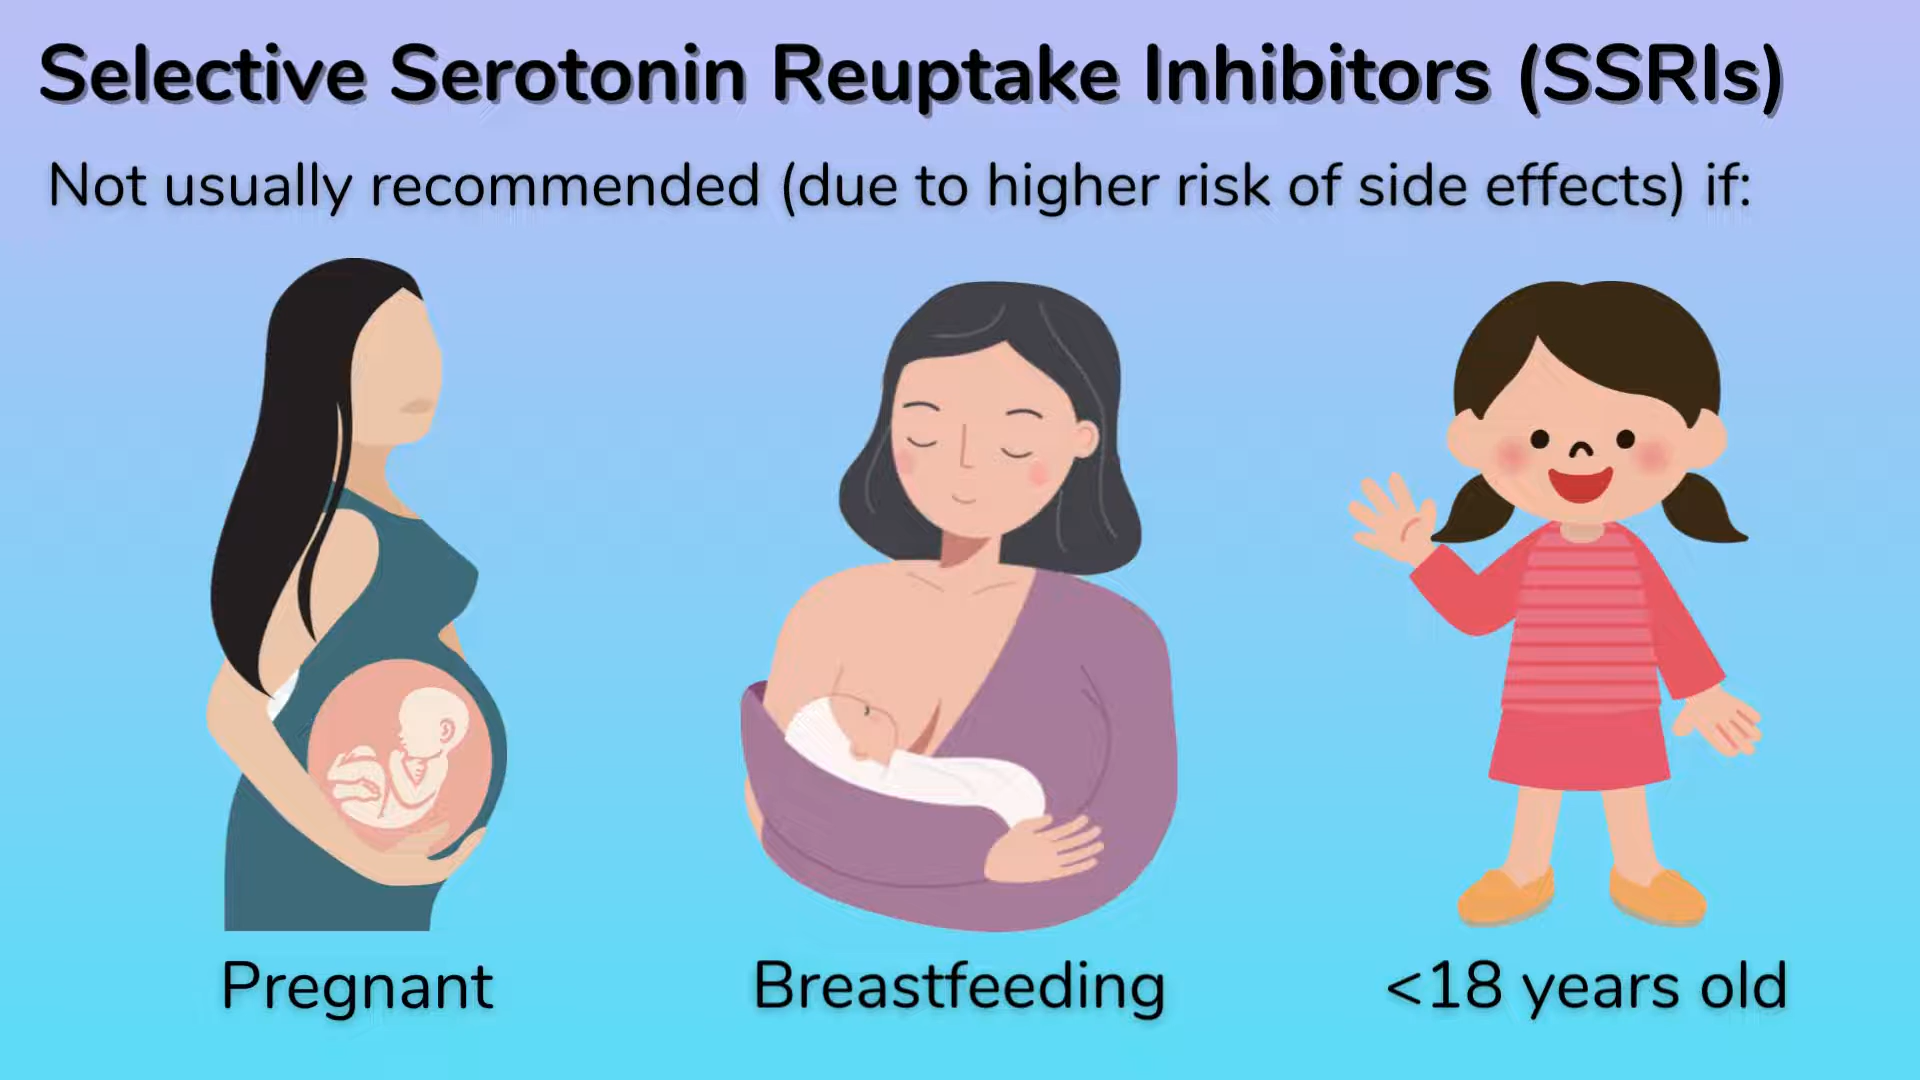 Selective Serotonin Reuptake Inhibitors (SSRIs)
Not usually recommended (due to higher risk of side effects) if:
Pregnant
Breastfeeding
<18 years old